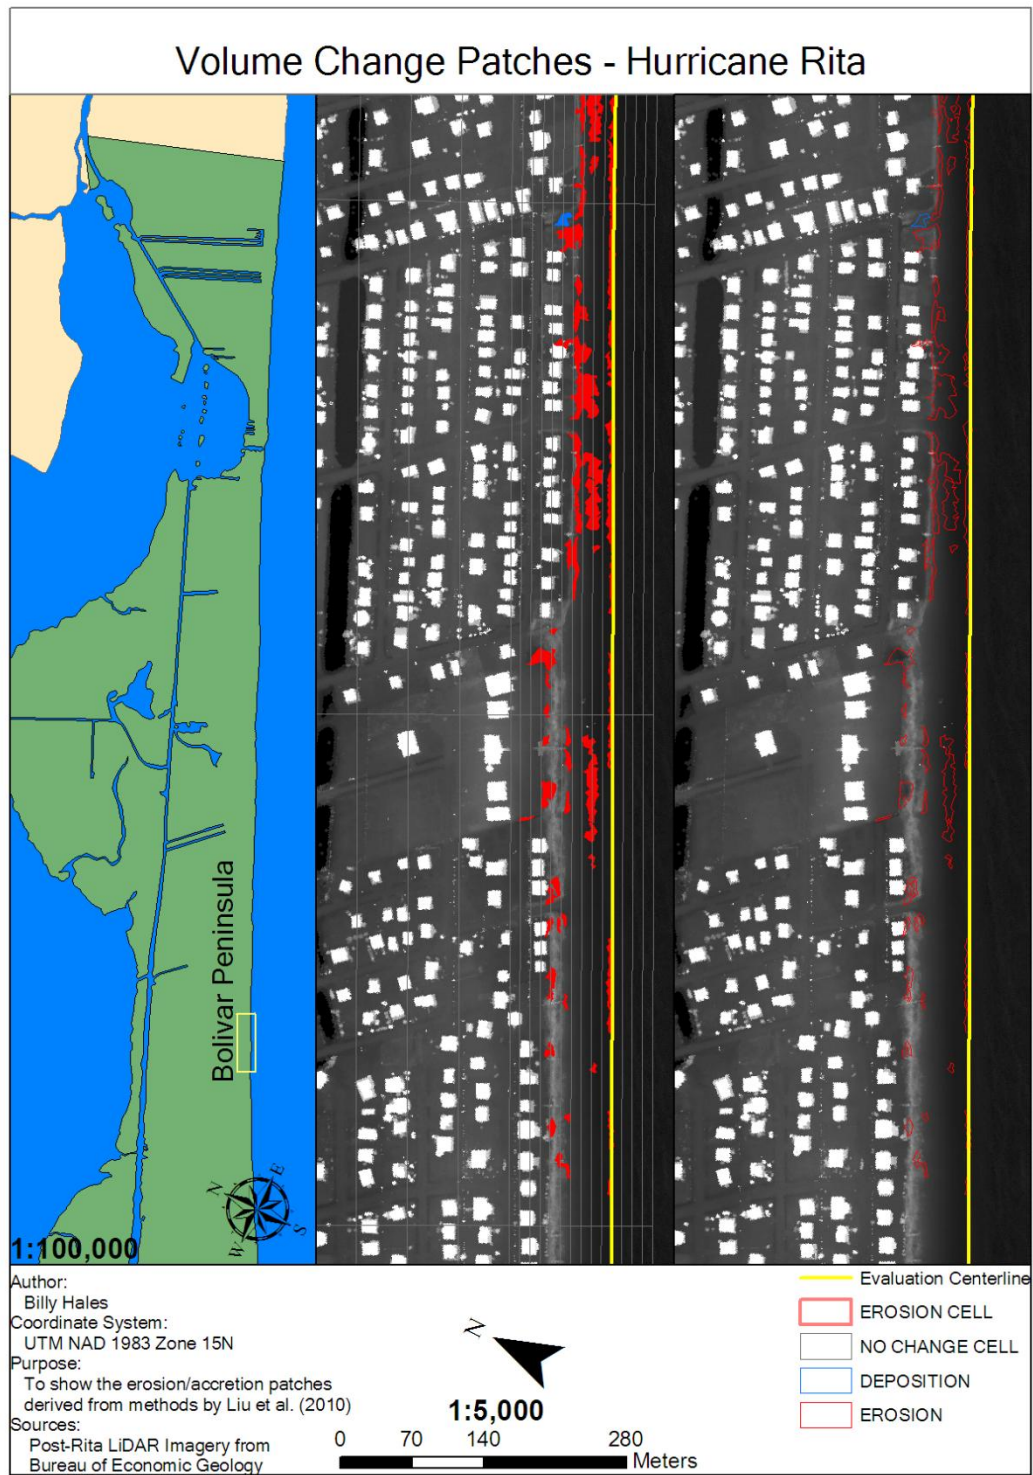 Volume Change Patches - Hurricane Rita
Bolivar Peninsula
N
E
W
S
1:100,000
Author:
Billy Hales
Coordinate System:
UTM NAD 1983 Zone 15N
Purpose:
To show the erosion/accretion patches
derived from methods by Liu et al. (2010)
Sources:
Post-Rita LiDAR Imagery from
Bureau of Economic Geology
N
1:5,000
0 70 140 280
Meters
Evaluation Centerline
EROSION CELL
NO CHANGE CELL
DEPOSITION
EROSION